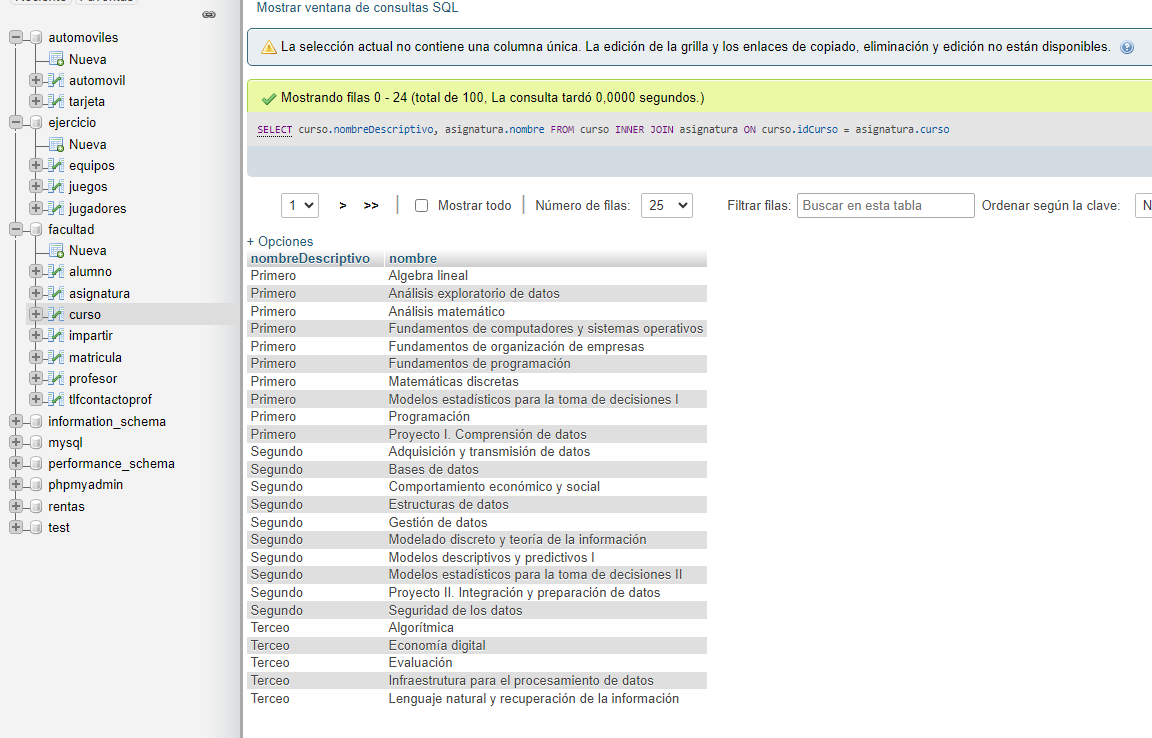 Mostrar ventana de consultas SQL
automoviles
Nueva
automovil
tarjeta
ejercicio
Nueva
equipos
juegos
jugadores
facultad
Nueva
alumno
asignatura
curso
impartir
matricula
profesor
tlfcontactoprof
information_schema
mysql
performance_schema
phpmyadmin
rentas
test
La selección actual no contiene una columna única. La edición de la grilla y los enlaces de copiado, eliminación y edición no están disponibles.
Mostrando filas 0 - 24 (total de 100, La consulta tardó 0,0000 segundos.)
SELECT curso.nombreDescriptivo, asignatura.nombre FROM curso INNER JOIN asignatura ON curso.idCurso = asignatura.curso
1 > >> | Mostrar todo | Número de filas: 25 Filtrar filas: Buscar en esta tabla Ordenar según la clave: N
+ Opciones
nombreDescriptivo nombre
Primero Algebra lineal
Primero Análisis exploratorio de datos
Primero Análisis matemático
Primero Fundamentos de computadores y sistemas operativos
Primero Fundamentos de organización de empresas
Primero Fundamentos de programación
Primero Matemáticas discretas
Primero Modelos estadísticos para la toma de decisiones I
Primero Programación
Primero Proyecto I. Comprensión de datos
Segundo Adquisición y transmisión de datos
Segundo Bases de datos
Segundo Comportamiento económico y social
Segundo Estructuras de datos
Segundo Gestión de datos
Segundo Modelado discreto y teoría de la información
Segundo Modelos descriptivos y predictivos I
Segundo Modelos estadísticos para la toma de decisiones II
Segundo Proyecto II. Integración y preparación de datos
Segundo Seguridad de los datos
Terceo Algorítmica
Terceo Economía digital
Terceo Evaluación
Terceo Infraestrutura para el procesamiento de datos
Terceo Lenguaje natural y recuperación de la información